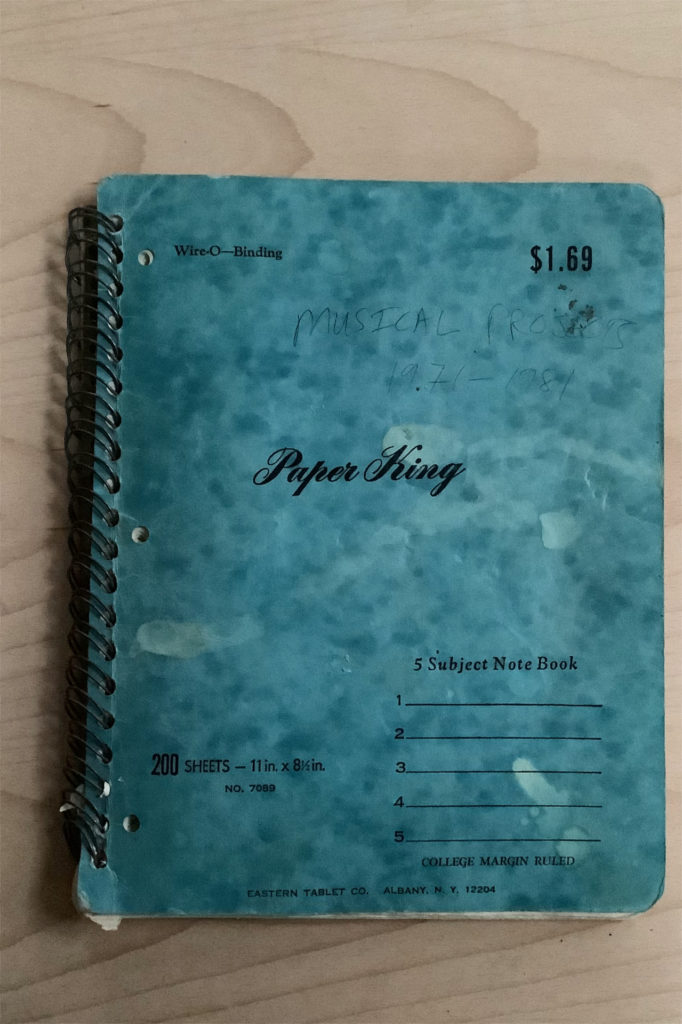 Wire-O—Binding
$1.69
MUSICAL PROJECTS
1971–1981
Paper King
5 Subject Note Book
1
2
3
4
5
200 SHEETS — 11 in. x 8½ in.
NO. 7089
COLLEGE MARGIN RULED
EASTERN TABLET CO. ALBANY, N. Y. 12204